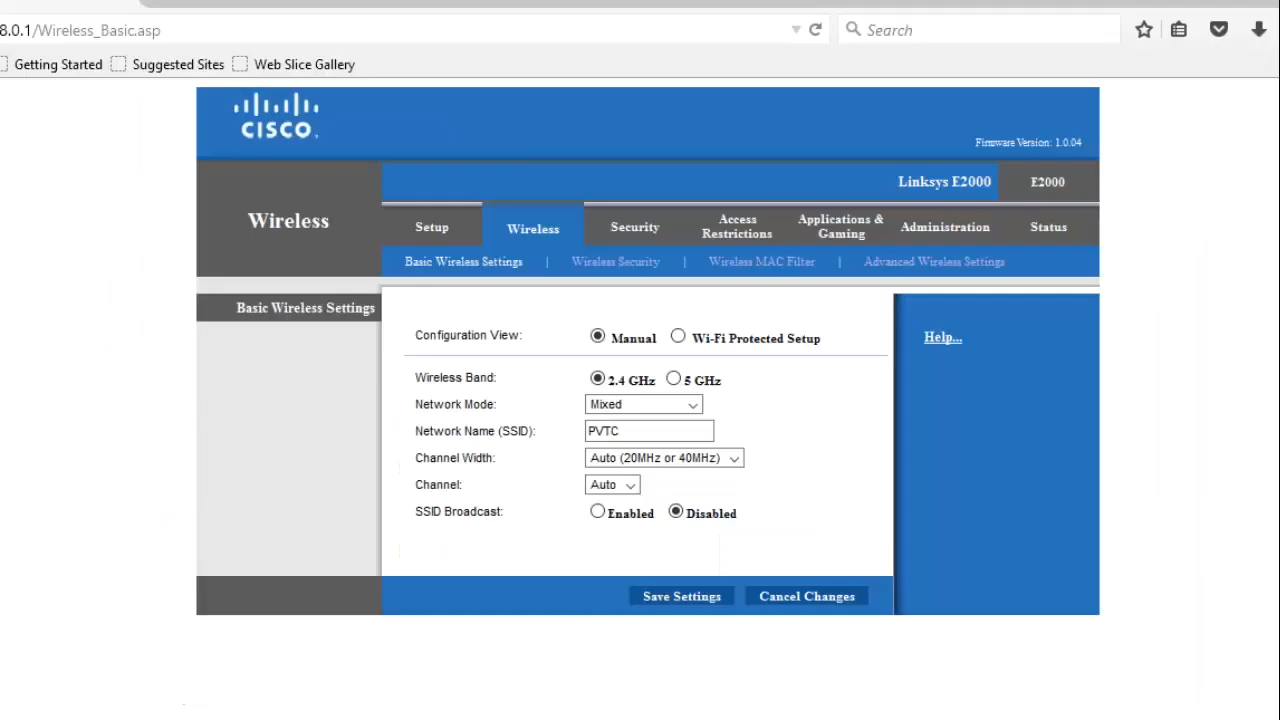 8.0.1/Wireless_Basic.asp
Search
Getting Started
Suggested Sites
Web Slice Gallery
CISCO.
Firmware Version: 1.0.04
Linksys E2000
E2000
Wireless
Setup
Wireless
Security
Access
Restrictions
Applications &
Gaming
Administration
Status
Basic Wireless Settings | Wireless Security | Wireless MAC Filter | Advanced Wireless Settings
Basic Wireless Settings
Configuration View: Manual Wi-Fi Protected Setup
Help...
Wireless Band: 2.4 GHz 5 GHz
Network Mode: Mixed
Network Name (SSID): PVTC
Channel Width: Auto (20MHz or 40MHz)
Channel: Auto
SSID Broadcast: Enabled Disabled
Save Settings Cancel Changes